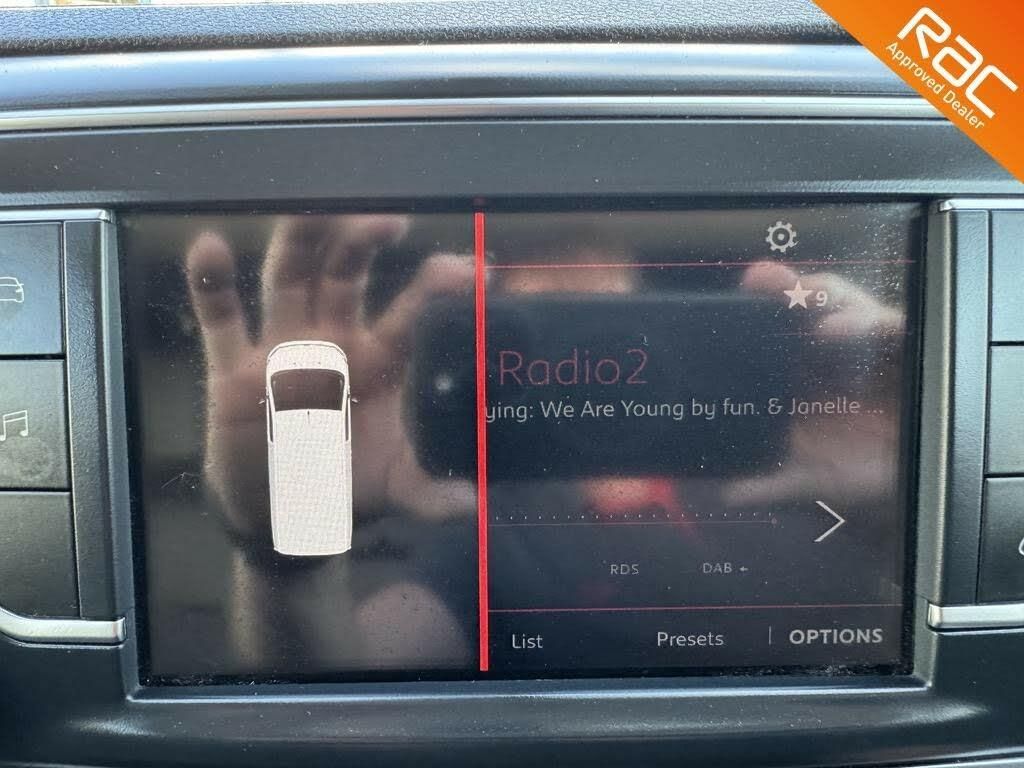 RAC
Approved Dealer
9
Radio2
ying: We Are Young by fun. & Janelle ...
RDS DAB
List Presets OPTIONS